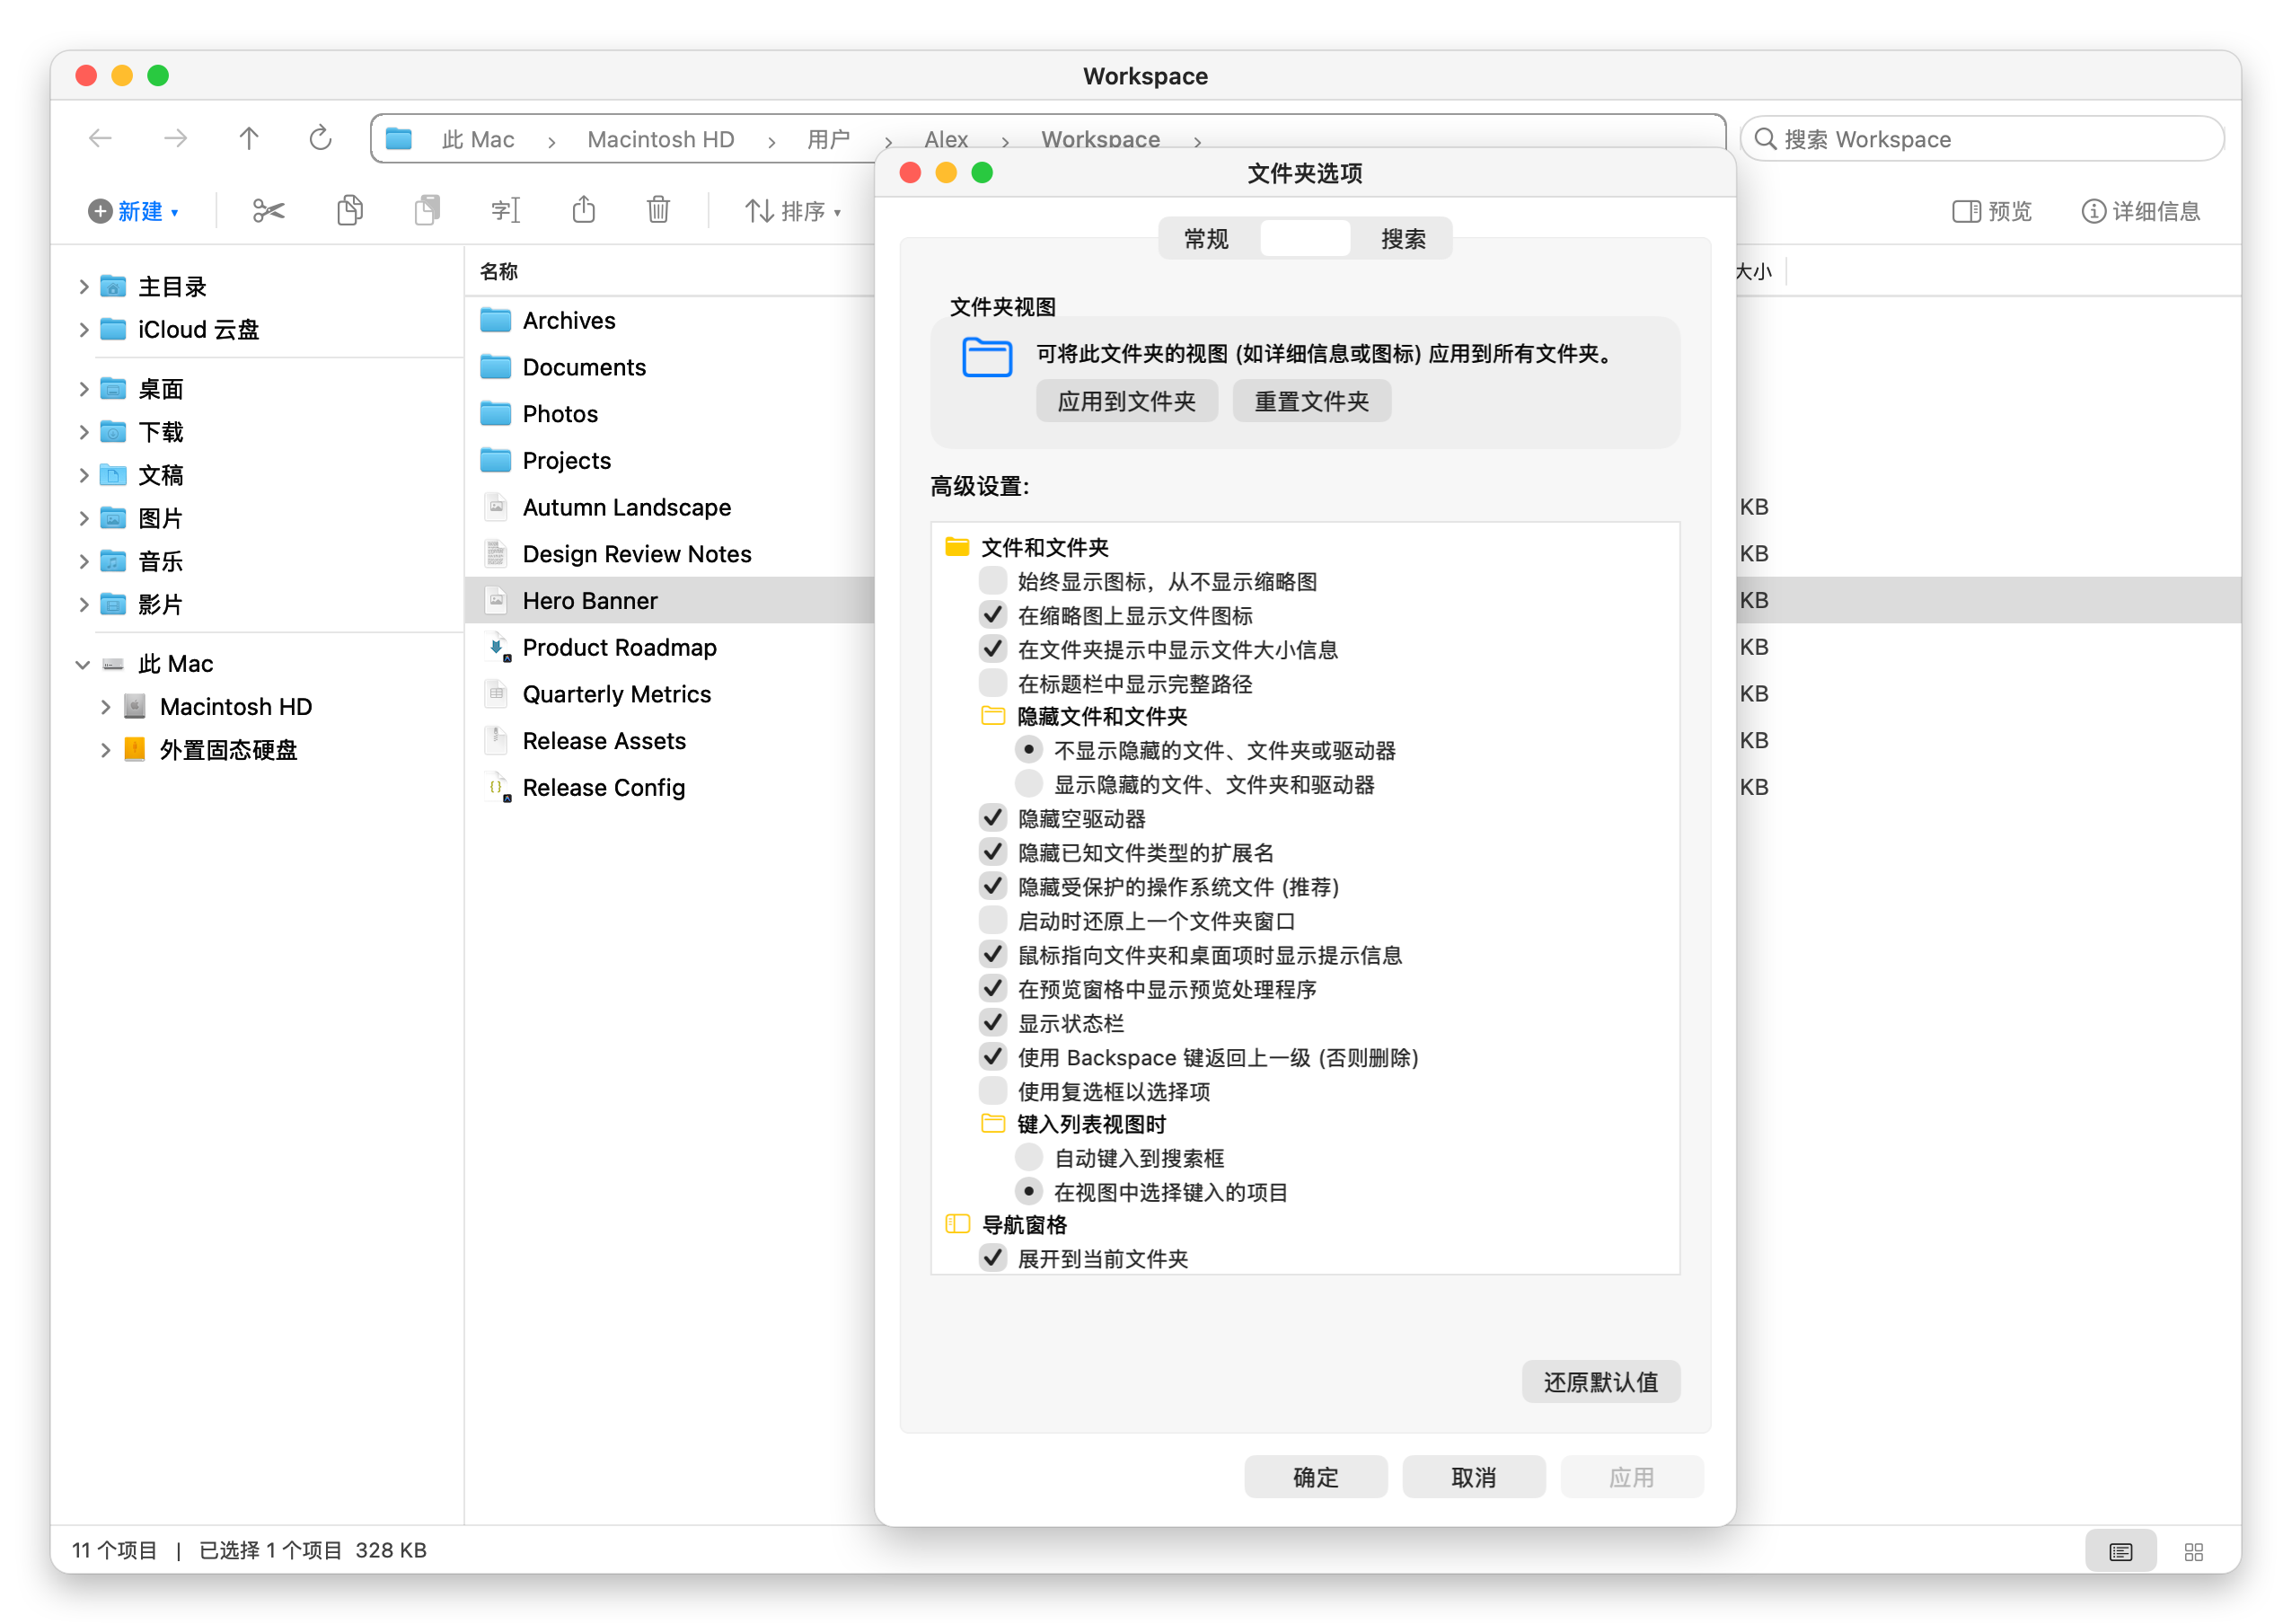 Workspace
此 Mac › Macintosh HD › 用户 › Alex › Workspace ›
搜索 Workspace
新建
字
排序
预览
详细信息
主目录
iCloud 云盘
桌面
下载
文稿
图片
音乐
影片
此 Mac
Macintosh HD
外置固态硬盘
名称
Archives
Documents
Photos
Projects
Autumn Landscape
Design Review Notes
Hero Banner
Product Roadmap
Quarterly Metrics
Release Assets
Release Config
大小
KB
KB
KB
KB
KB
KB
KB
文件夹选项
常规
搜索
文件夹视图
可将此文件夹的视图 (如详细信息或图标) 应用到所有文件夹。
应用到文件夹
重置文件夹
高级设置:
文件和文件夹
始终显示图标，从不显示缩略图
在缩略图上显示文件图标
在文件夹提示中显示文件大小信息
在标题栏中显示完整路径
隐藏文件和文件夹
不显示隐藏的文件、文件夹或驱动器
显示隐藏的文件、文件夹和驱动器
隐藏空驱动器
隐藏已知文件类型的扩展名
隐藏受保护的操作系统文件 (推荐)
启动时还原上一个文件夹窗口
鼠标指向文件夹和桌面项时显示提示信息
在预览窗格中显示预览处理程序
显示状态栏
使用 Backspace 键返回上一级 (否则删除)
使用复选框以选择项
键入列表视图时
自动键入到搜索框
在视图中选择键入的项目
导航窗格
展开到当前文件夹
还原默认值
确定
取消
应用
11 个项目 | 已选择 1 个项目 328 KB